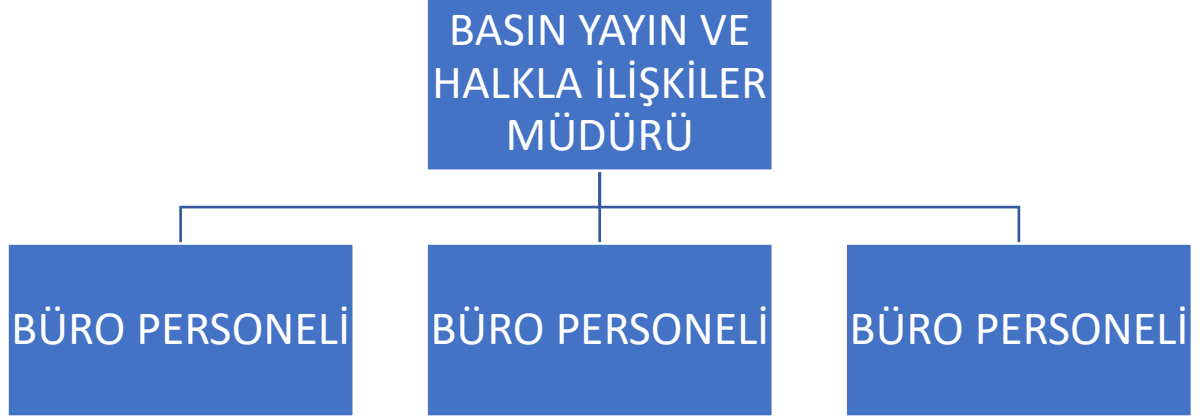 BASIN YAYIN VE
HALKLA İLİŞKİLER
MÜDÜRÜ
BÜRO PERSONELİ
BÜRO PERSONELİ
BÜRO PERSONELİ